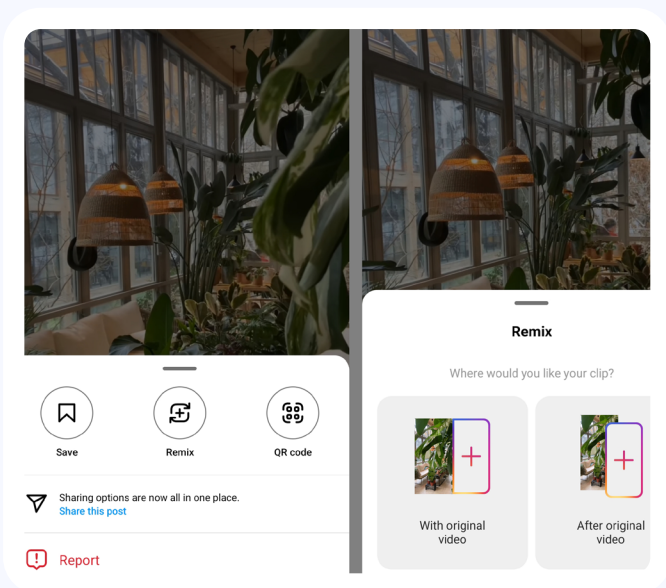 Save
Remix
QR code
Sharing options are now all in one place.
Share this post
Report
Remix
Where would you like your clip?
With original
video
After original
video